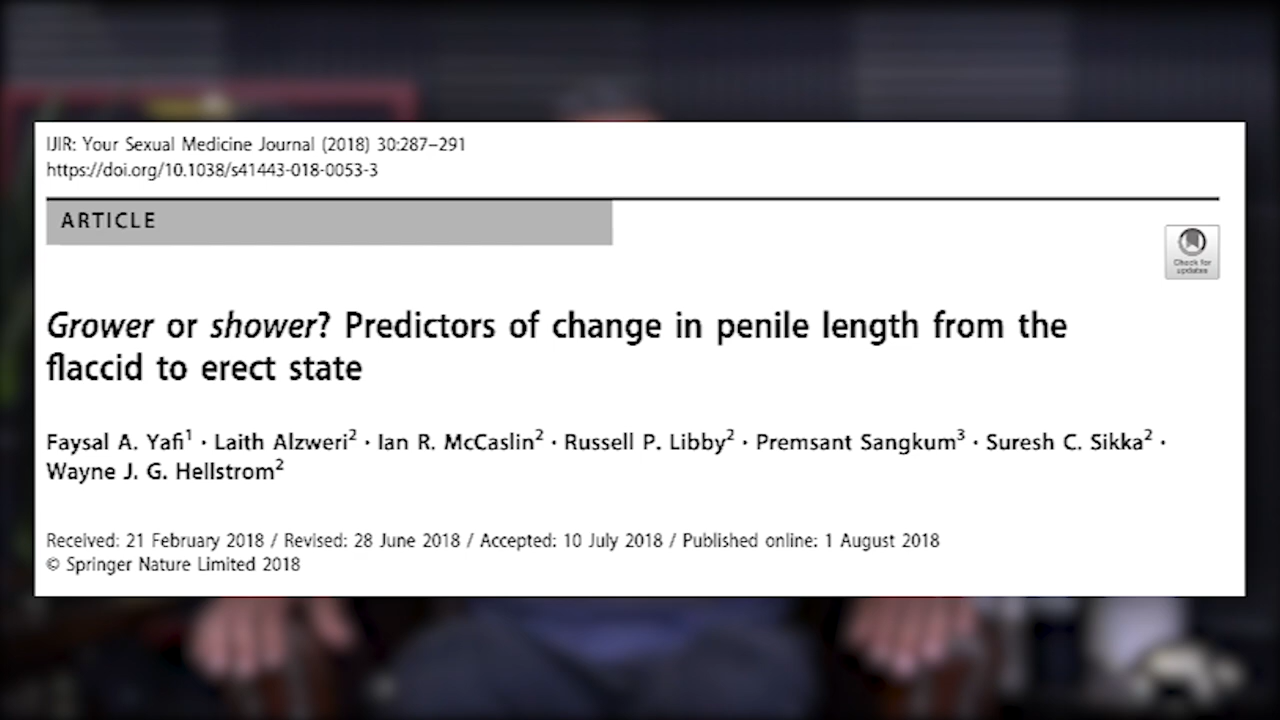 IJIR: Your Sexual Medicine Journal (2018) 30:287–291
https://doi.org/10.1038/s41443-018-0053-3
ARTICLE
Check for
updates
Grower or shower? Predictors of change in penile length from the
flaccid to erect state
Faysal A. Yafi1 · Laith Alzweri2 · Ian R. McCaslin2 · Russell P. Libby2 · Premsant Sangkum3 · Suresh C. Sikka2 ·
Wayne J. G. Hellstrom2
Received: 21 February 2018 / Revised: 28 June 2018 / Accepted: 10 July 2018 / Published online: 1 August 2018
© Springer Nature Limited 2018